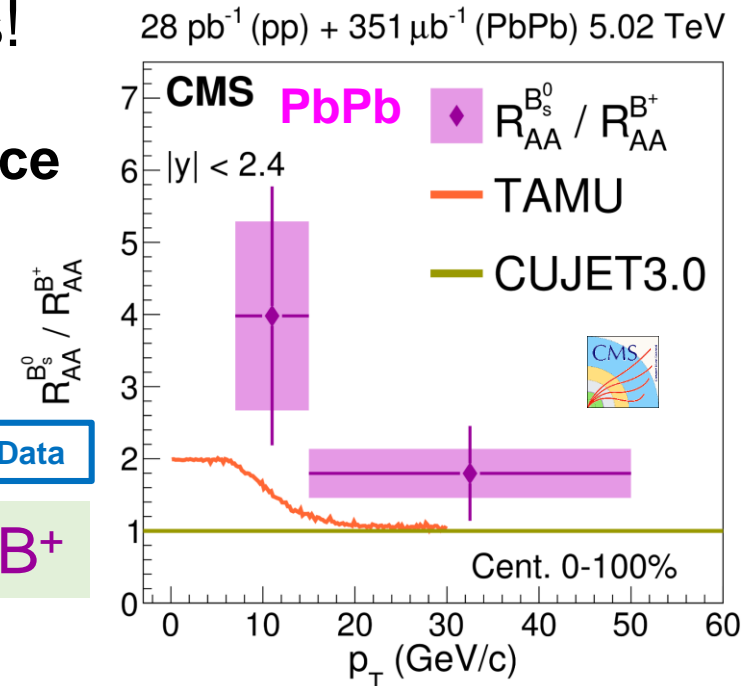 s!
28 pb⁻¹ (pp) + 351 μb⁻¹ (PbPb) 5.02 TeV
CMS PbPb
ce
|y| < 2.4
R_AA^{B_s^0} / R_AA^{B^+}
TAMU
CUJET3.0
CMS
R_AA^{B_s^0} / R_AA^{B^+}
7
6
5
4
3
2
1
0
Data
B⁺
Cent. 0-100%
0 10 20 30 40 50 60
p_T (GeV/c)